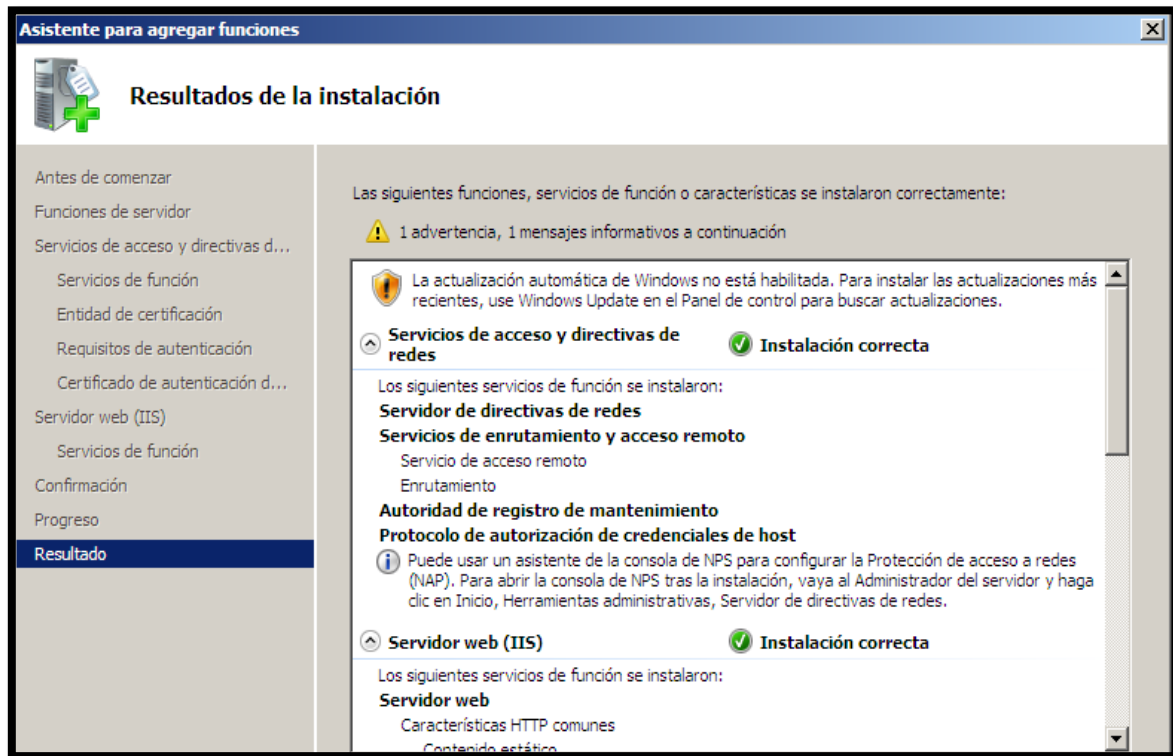 Asistente para agregar funciones
Resultados de la instalación
Antes de comenzar
Funciones de servidor
Servicios de acceso y directivas d...
Servicios de función
Entidad de certificación
Requisitos de autenticación
Certificado de autenticación d...
Servidor web (IIS)
Servicios de función
Confirmación
Progreso
Resultado
Las siguientes funciones, servicios de función o características se instalaron correctamente:
1 advertencia, 1 mensajes informativos a continuación
La actualización automática de Windows no está habilitada. Para instalar las actualizaciones más
recientes, use Windows Update en el Panel de control para buscar actualizaciones.
Servicios de acceso y directivas de
redes
Instalación correcta
Los siguientes servicios de función se instalaron:
Servidor de directivas de redes
Servicios de enrutamiento y acceso remoto
Servicio de acceso remoto
Enrutamiento
Autoridad de registro de mantenimiento
Protocolo de autorización de credenciales de host
Puede usar un asistente de la consola de NPS para configurar la Protección de acceso a redes
(NAP). Para abrir la consola de NPS tras la instalación, vaya al Administrador del servidor y haga
clic en Inicio, Herramientas administrativas, Servidor de directivas de redes.
Servidor web (IIS)
Instalación correcta
Los siguientes servicios de función se instalaron:
Servidor web
Características HTTP comunes
Contenido estático